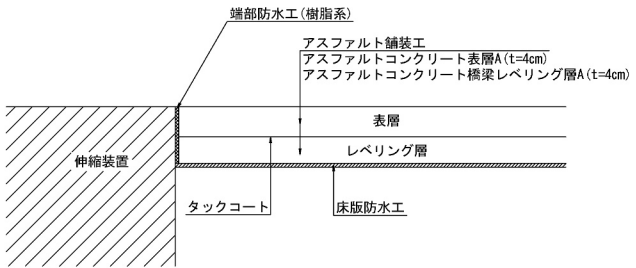 端部防水工(樹脂系)
アスファルト舗装工
アスファルトコンクリート表層A(t=4cm)
アスファルトコンクリート橋梁レベリング層A(t=4cm)
表層
レベリング層
伸縮装置
タックコート
床版防水工